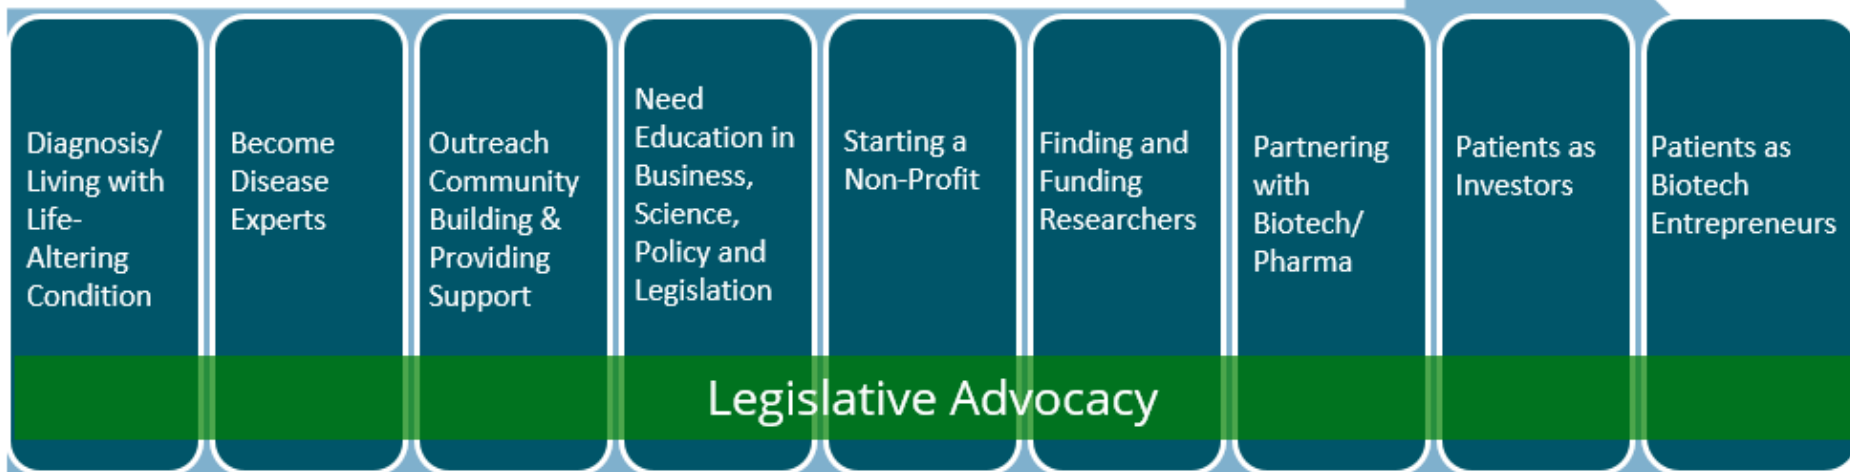 Diagnosis/
Living with
Life-
Altering
Condition
Become
Disease
Experts
Outreach
Community
Building &
Providing
Support
Need
Education in
Business,
Science,
Policy and
Legislation
Starting a
Non-Profit
Finding and
Funding
Researchers
Partnering
with
Biotech/
Pharma
Patients as
Investors
Patients as
Biotech
Entrepreneurs
Legislative Advocacy